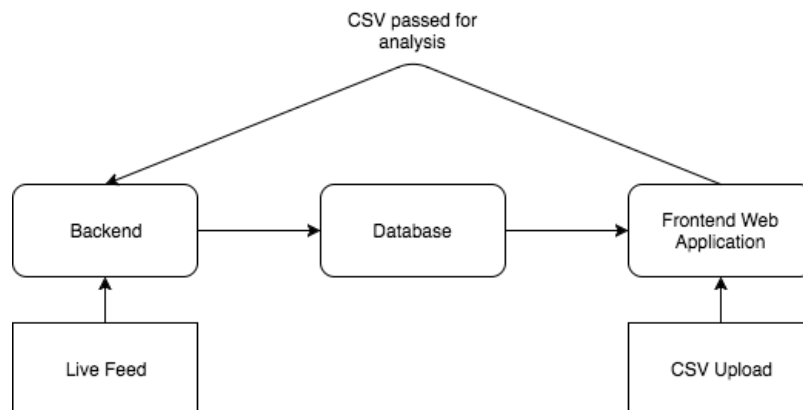 CSV passed for
analysis
Backend
Database
Frontend Web
Application
Live Feed
CSV Upload